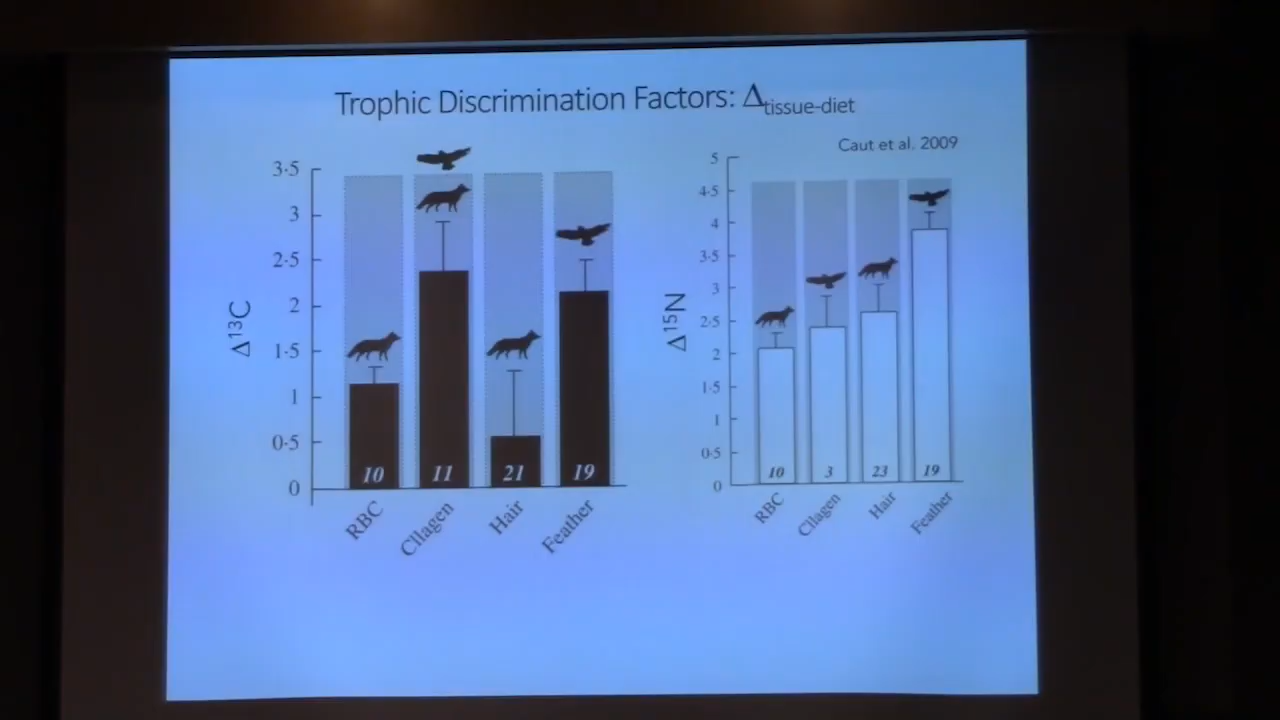 Trophic Discrimination Factors: Δtissue-diet
Caut et al. 2009
Δ13C
3·5
3
2·5
2
1·5
1
0·5
0
10
11
21
19
RBC
Cllagen
Hair
Feather
Δ15N
5
4·5
4
3·5
3
2·5
2
1·5
1
0·5
0
10
3
23
19
RBC
Cllagen
Hair
Feather